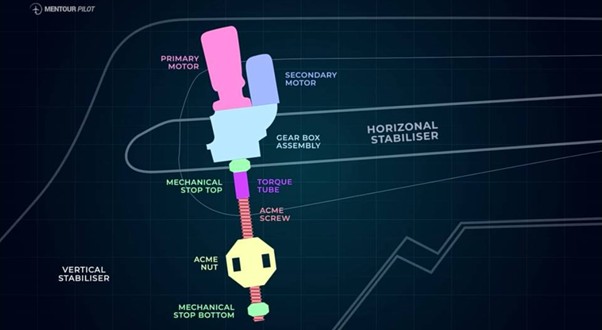 MENTOUR PILOT
PRIMARY
MOTOR
SECONDARY
MOTOR
GEAR BOX
ASSEMBLY
HORIZONAL
STABILISER
MECHANICAL
STOP TOP
TORQUE
TUBE
ACME
SCREW
ACME
NUT
VERTICAL
STABILISER
MECHANICAL
STOP BOTTOM